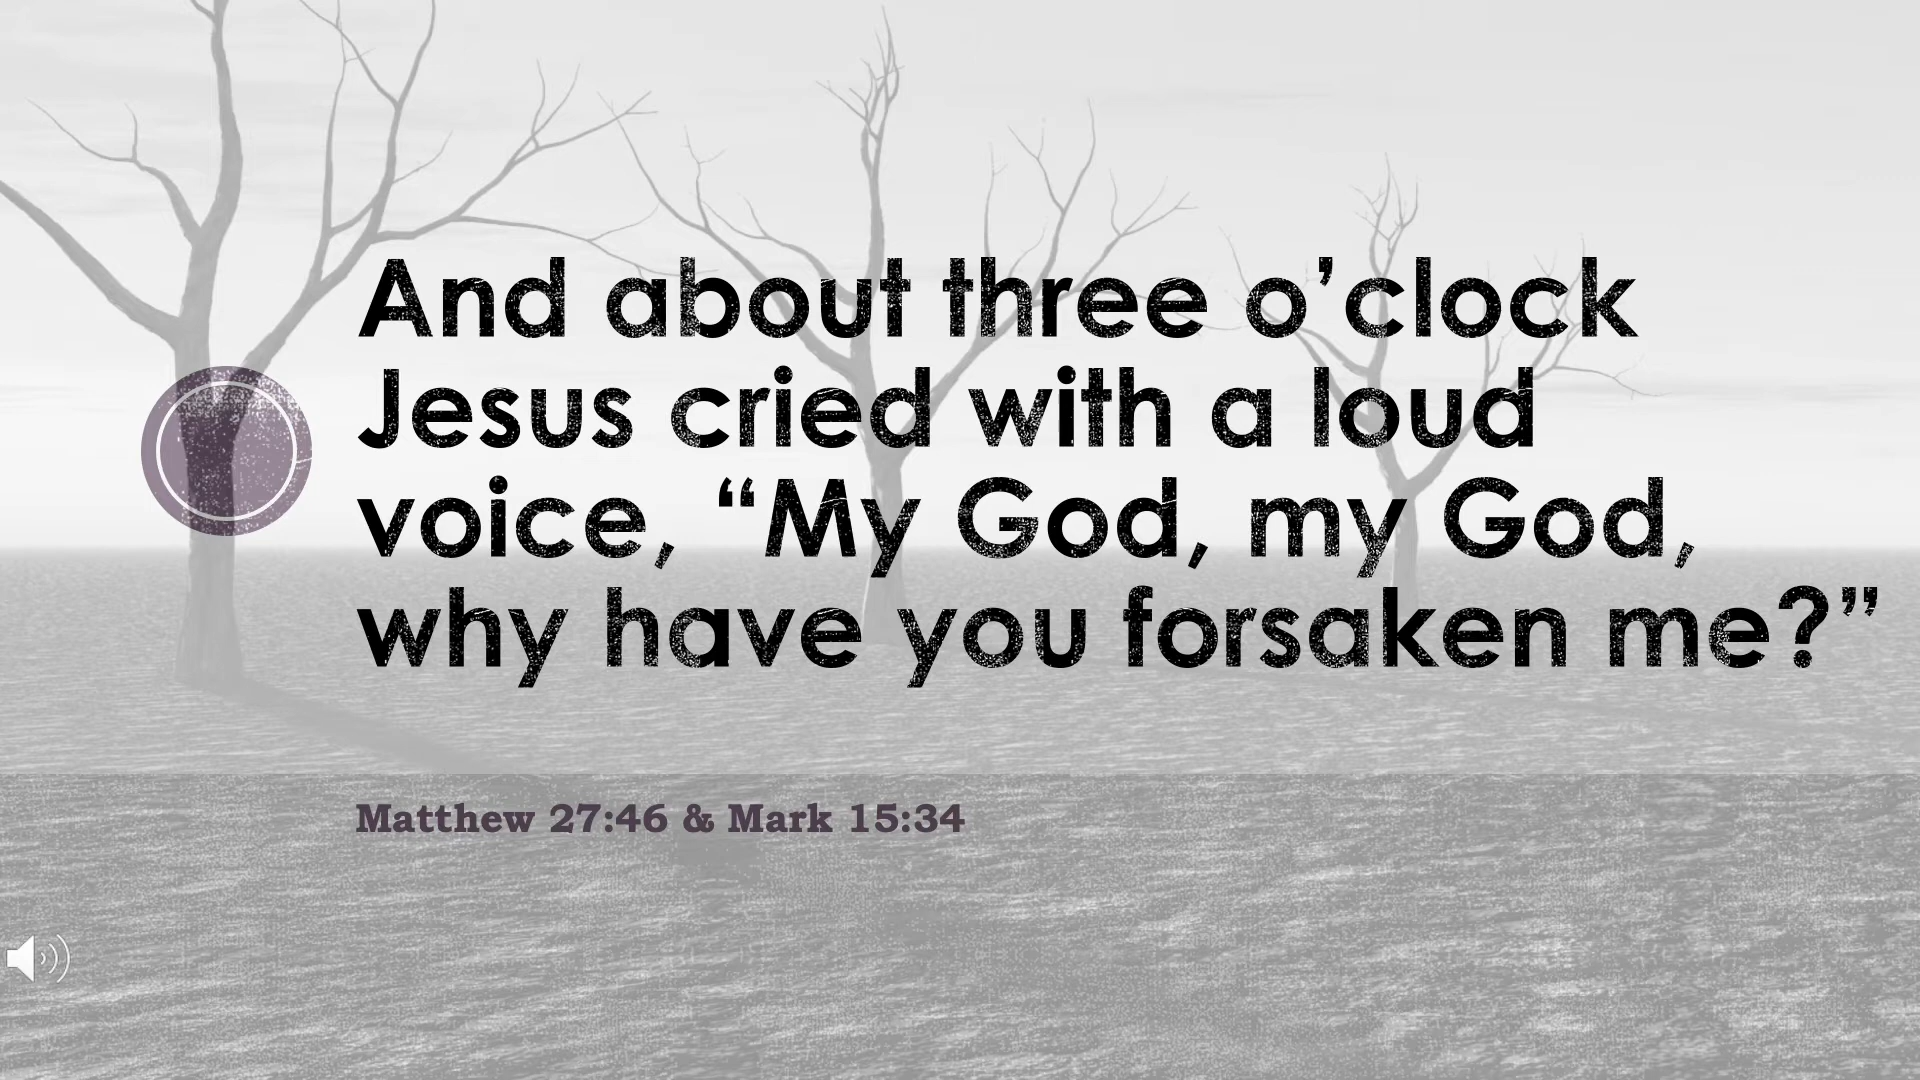 And about three o’clock
Jesus cried with a loud
voice, “My God, my God,
why have you forsaken me?”
Matthew 27:46 & Mark 15:34